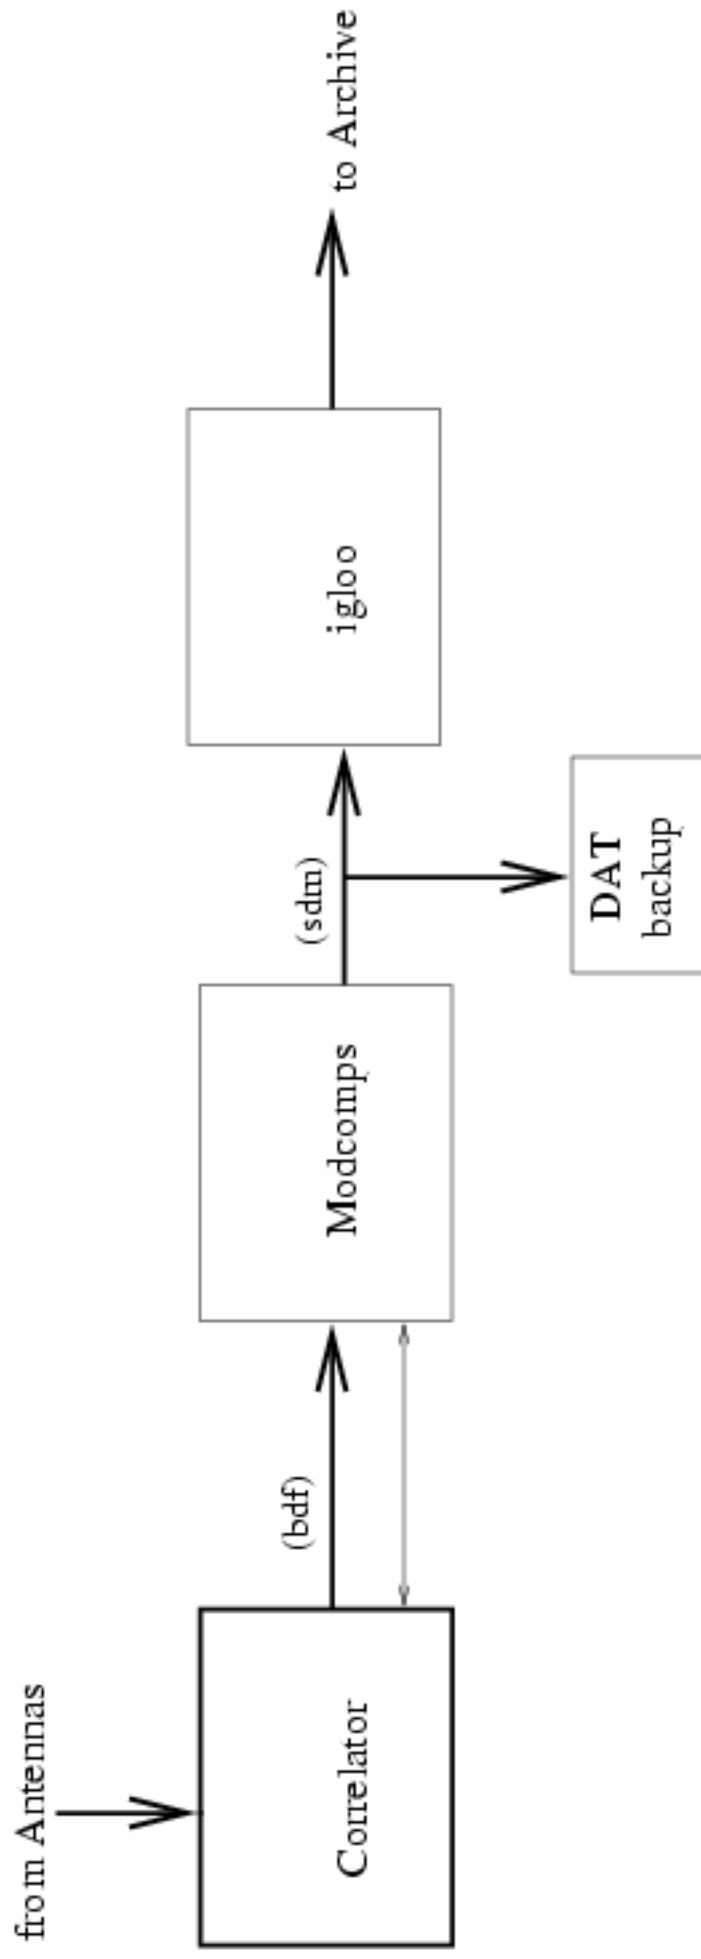 from Antennas
Correlator
(bdf)
Modcomps
(sdm)
DAT
backup
igloo
to Archive